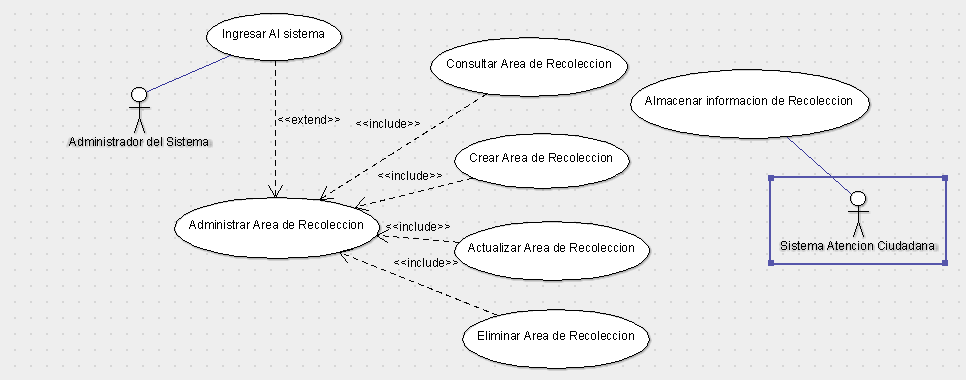 Ingresar Al sistema
Consultar Area de Recoleccion
Almacenar informacion de Recoleccion
<<extend>>
<<include>>
Administrador del Sistema
Crear Area de Recoleccion
<<include>>
Administrar Area de Recoleccion
<<include>>
Actualizar Area de Recoleccion
Sistema Atencion Ciudadana
<<include>>
Eliminar Area de Recoleccion